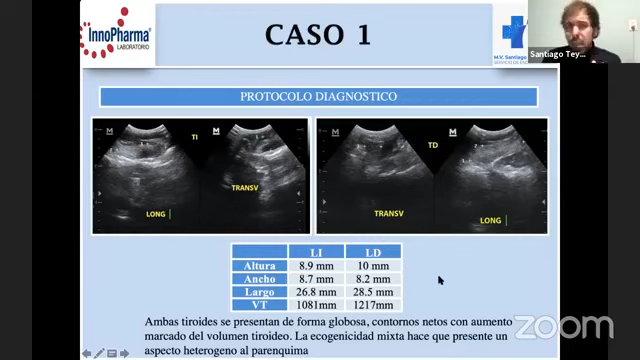 InnoPharma
LABORATORIO
CASO 1
M.V. Santiago
Santiago Tey...
PROTOCOLO DIAGNOSTICO
M
TI
LONG
M
TRANSV
M
TD
TRANSV
M
LONG
LI LD
Altura 8.9 mm 10 mm
Ancho 8.7 mm 8.2 mm
Largo 26.8 mm 28.5 mm
VT 1081mm 1217mm
Ambas tiroides se presentan de forma globosa, contornos netos con aumento
marcado del volumen tiroideo. La ecogenicidad mixta hace que presente un
aspecto heterogeno al parenquima
zoom